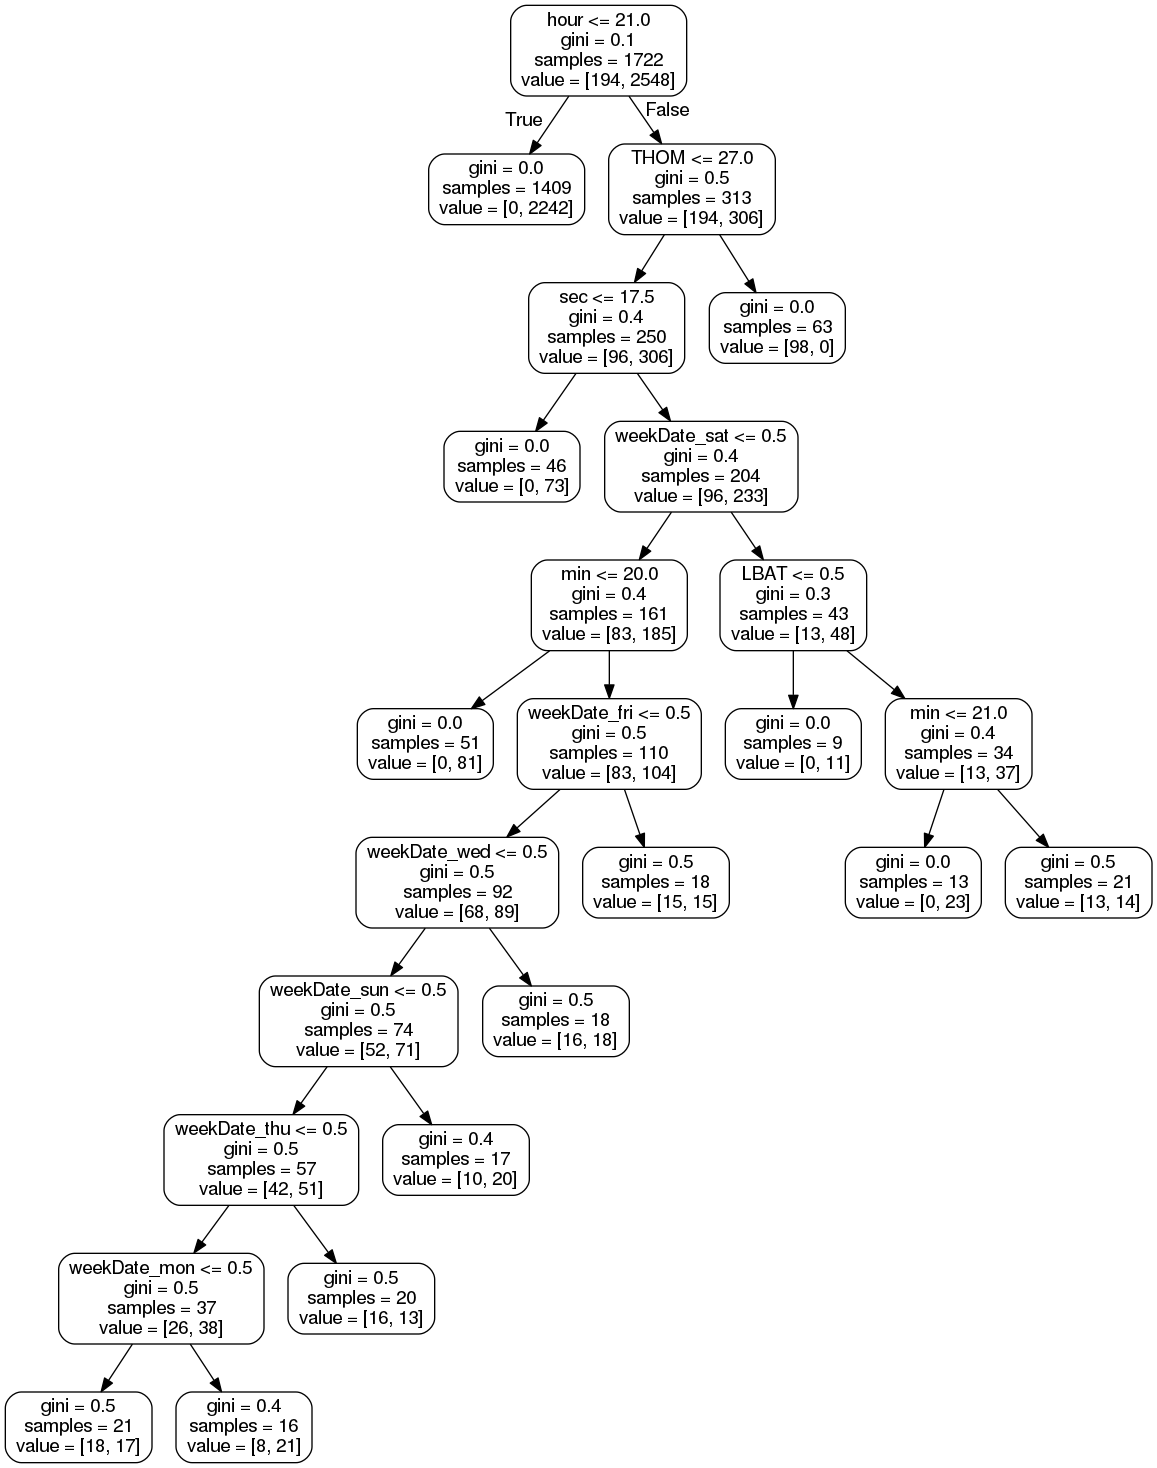 hour <= 21.0
gini = 0.1
samples = 1722
value = [194, 2548]
True
False
gini = 0.0
samples = 1409
value = [0, 2242]
THOM <= 27.0
gini = 0.5
samples = 313
value = [194, 306]
sec <= 17.5
gini = 0.4
samples = 250
value = [96, 306]
gini = 0.0
samples = 63
value = [98, 0]
gini = 0.0
samples = 46
value = [0, 73]
weekDate_sat <= 0.5
gini = 0.4
samples = 204
value = [96, 233]
min <= 20.0
gini = 0.4
samples = 161
value = [83, 185]
LBAT <= 0.5
gini = 0.3
samples = 43
value = [13, 48]
gini = 0.0
samples = 51
value = [0, 81]
weekDate_fri <= 0.5
gini = 0.5
samples = 110
value = [83, 104]
gini = 0.0
samples = 9
value = [0, 11]
min <= 21.0
gini = 0.4
samples = 34
value = [13, 37]
weekDate_wed <= 0.5
gini = 0.5
samples = 92
value = [68, 89]
gini = 0.5
samples = 18
value = [15, 15]
gini = 0.0
samples = 13
value = [0, 23]
gini = 0.5
samples = 21
value = [13, 14]
weekDate_sun <= 0.5
gini = 0.5
samples = 74
value = [52, 71]
gini = 0.5
samples = 18
value = [16, 18]
weekDate_thu <= 0.5
gini = 0.5
samples = 57
value = [42, 51]
gini = 0.4
samples = 17
value = [10, 20]
weekDate_mon <= 0.5
gini = 0.5
samples = 37
value = [26, 38]
gini = 0.5
samples = 20
value = [16, 13]
gini = 0.5
samples = 21
value = [18, 17]
gini = 0.4
samples = 16
value = [8, 21]